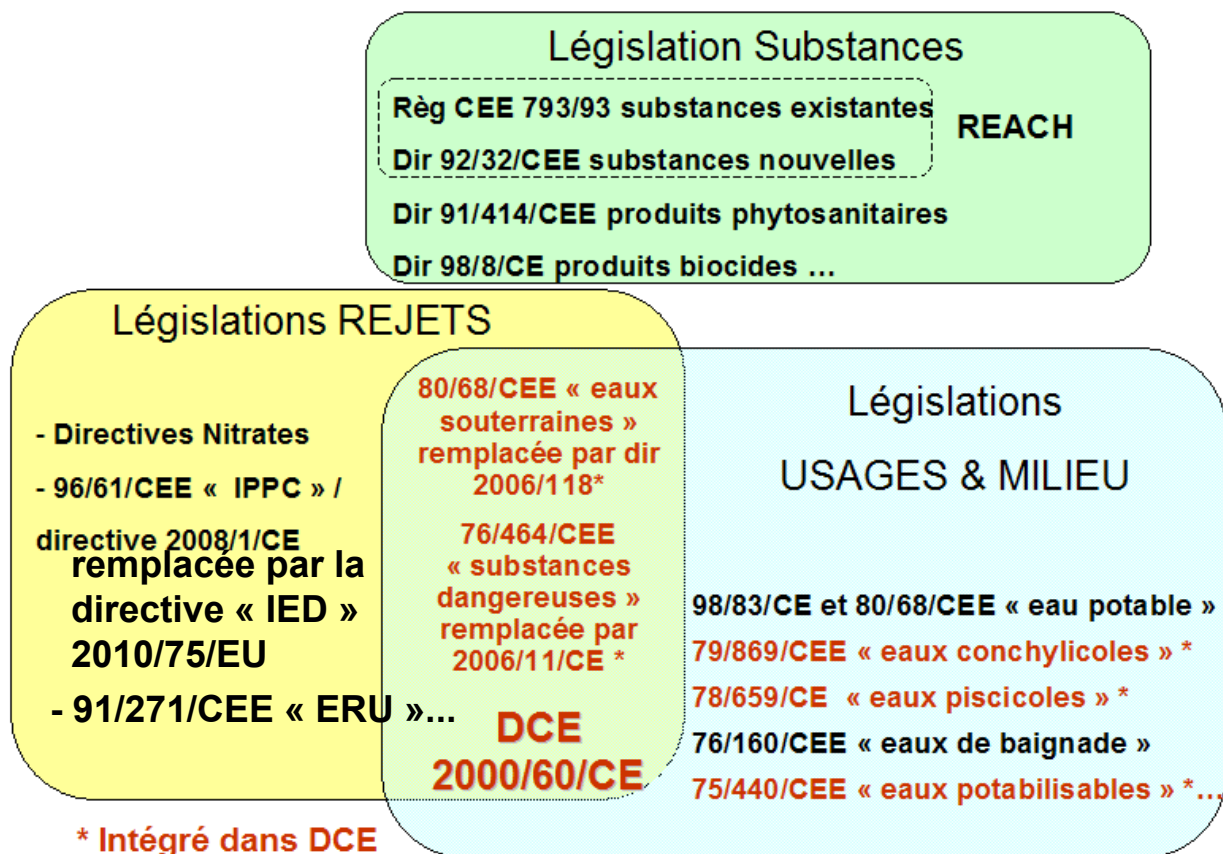 Législation Substances
Règ CEE 793/93 substances existantes
REACH
Dir 92/32/CEE substances nouvelles
Dir 91/414/CEE produits phytosanitaires
Dir 98/8/CE produits biocides ...
Législations REJETS
- Directives Nitrates
- 96/61/CEE « IPPC » /
directive 2008/1/CE
remplacée par la
directive « IED »
2010/75/EU
- 91/271/CEE « ERU »...
80/68/CEE « eaux
souterraines »
remplacée par dir
2006/118*
76/464/CEE
« substances
dangereuses »
remplacée par
2006/11/CE *
DCE
2000/60/CE
Législations
USAGES & MILIEU
98/83/CE et 80/68/CEE « eau potable »
79/869/CEE « eaux conchylicoles » *
78/659/CE « eaux piscicoles » *
76/160/CEE « eaux de baignade »
75/440/CEE « eaux potabilisables » *...
* Intégré dans DCE